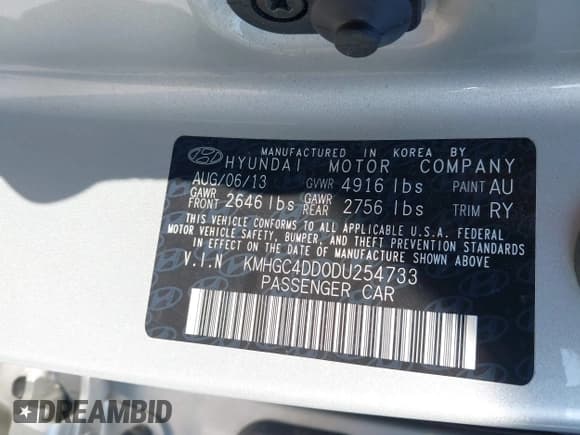 MANUFACTURED IN KOREA BY
HYUNDAI MOTOR COMPANY
AUG/06/13 GVWR 4916 lbs PAINT AU
GAWR FRONT 2646 lbs GAWR REAR 2756 lbs TRIM RY
THIS VEHICLE CONFORMS TO ALL APPLICABLE U.S.A. FEDERAL
MOTOR VEHICLE SAFETY, BUMPER, AND THEFT PREVENTION STANDARDS
IN EFFECT ON THE DATE OF MANUFACTURE SHOWN ABOVE
V.I.N KMHGC4DD0DU254733
PASSENGER CAR
DREAMBID